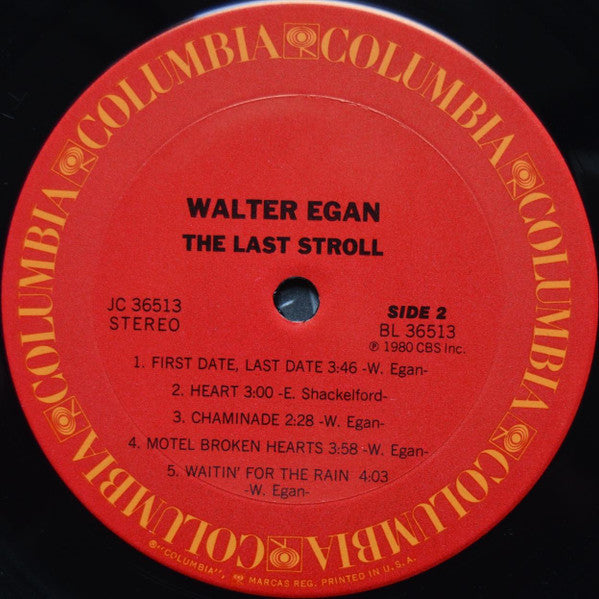 COLUMBIA COLUMBIA COLUMBIA COLUMBIA COLUMBIA COLUMBIA
WALTER EGAN
THE LAST STROLL
JC 36513
STEREO
SIDE 2
BL 36513
℗ 1980 CBS Inc.
1. FIRST DATE, LAST DATE 3:46 -W. Egan-
2. HEART 3:00 -E. Shackelford-
3. CHAMINADE 2:28 -W. Egan-
4. MOTEL BROKEN HEARTS 3:58 -W. Egan-
5. WAITIN' FOR THE RAIN 4:03
-W. Egan-
®"COLUMBIA", MARCAS REG. PRINTED IN U.S.A.